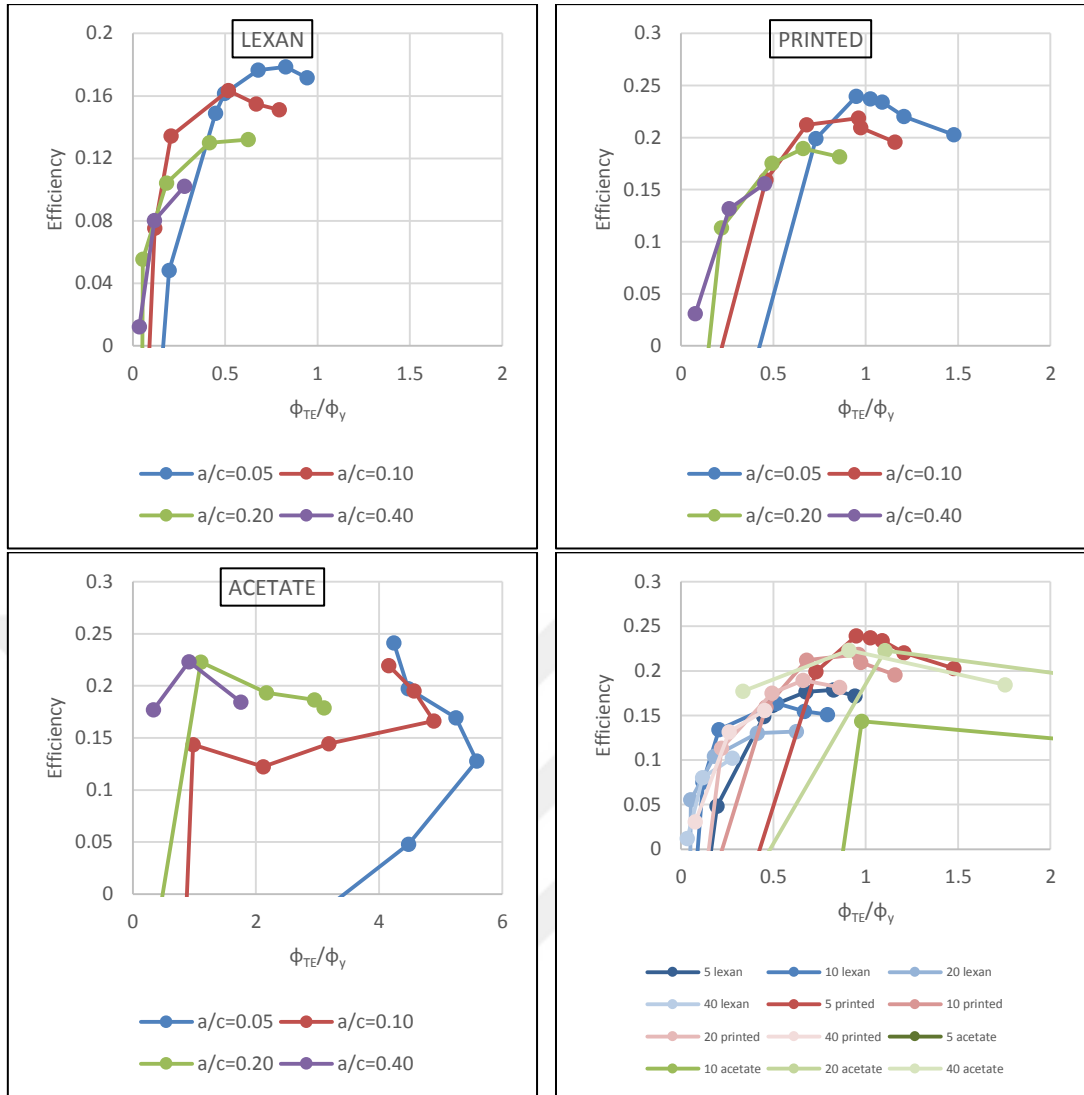 LEXAN
0.2
0.16
0.12
0.08
0.04
0
Efficiency
0 0.5 1 1.5 2
ϕTE/ϕy
a/c=0.05 a/c=0.10
a/c=0.20 a/c=0.40
PRINTED
0.3
0.25
0.2
0.15
0.1
0.05
0
Efficiency
0 0.5 1 1.5 2
ϕTE/ϕy
a/c=0.05 a/c=0.10
a/c=0.20 a/c=0.40
ACETATE
0.3
0.25
0.2
0.15
0.1
0.05
0
Efficiency
0 2 4 6
ϕTE/ϕy
a/c=0.05 a/c=0.10
a/c=0.20 a/c=0.40
0.3
0.25
0.2
0.15
0.1
0.05
0
Efficiency
0 0.5 1 1.5 2
ϕTE/ϕy
5 lexan 10 lexan 20 lexan
40 lexan 5 printed 10 printed
20 printed 40 printed 5 acetate
10 acetate 20 acetate 40 acetate